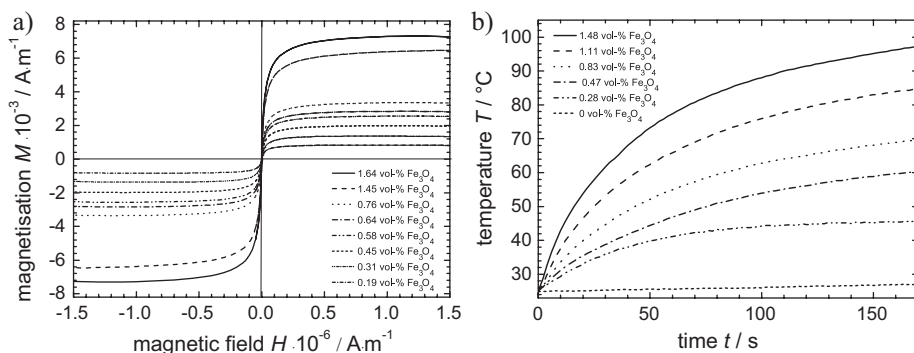 a)
magnetisation M·10⁻³ / A.m⁻¹
8
6
4
2
0
-2
-4
-6
-8
1.64 vol-% Fe₃O₄
1.45 vol-% Fe₃O₄
0.76 vol-% Fe₃O₄
0.64 vol-% Fe₃O₄
0.58 vol-% Fe₃O₄
0.45 vol-% Fe₃O₄
0.31 vol-% Fe₃O₄
0.19 vol-% Fe₃O₄
-1.5 -1.0 -0.5 0.0 0.5 1.0 1.5
magnetic field H·10⁻⁶ / A.m⁻¹
b)
temperature T / °C
100
90
80
70
60
50
40
30
1.48 vol-% Fe₃O₄
1.11 vol-% Fe₃O₄
0.83 vol-% Fe₃O₄
0.47 vol-% Fe₃O₄
0.28 vol-% Fe₃O₄
0 vol-% Fe₃O₄
0 50 100 150
time t / s